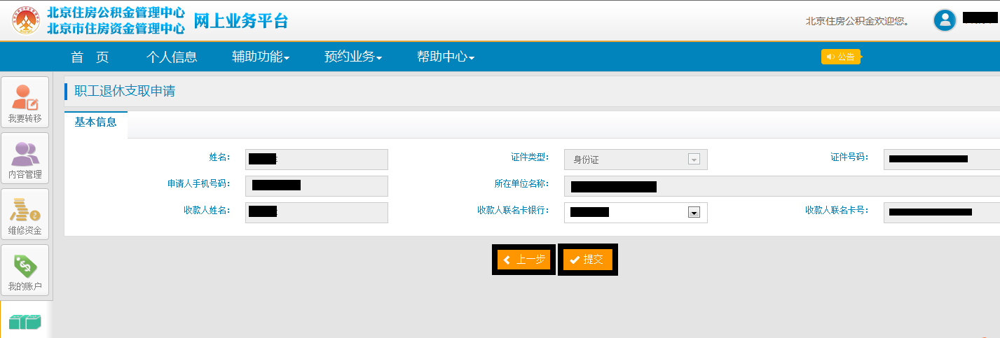 北京住房公积金管理中心
北京市住房资金管理中心
网上业务平台
北京住房公积金欢迎您。
首 页 个人信息 辅助功能 预约业务 帮助中心 公告
我要转移
内容管理
维修资金
我的账户
职工退休支取申请
基本信息
姓名： 证件类型： 身份证 证件号码：
申请人手机号码： 所在单位名称：
收款人姓名： 收款人联名卡银行： 收款人联名卡号：
上一步 提交